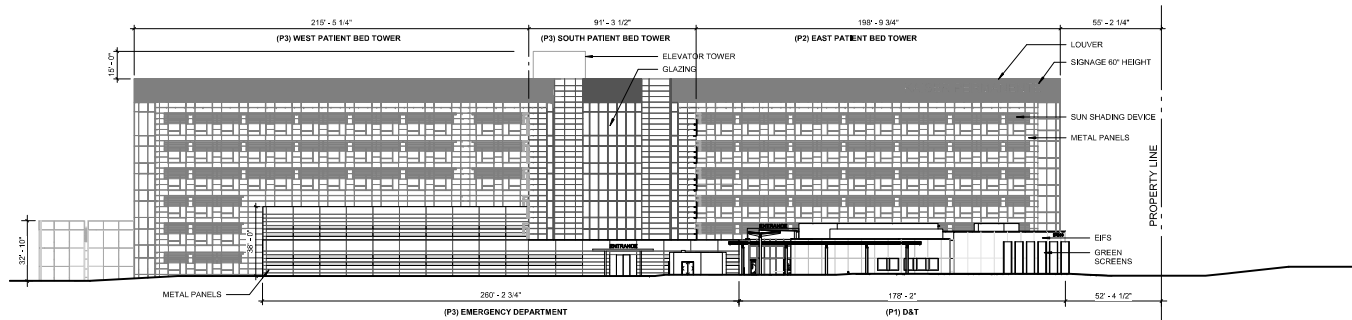 215' - 5 1/4"
91' - 3 1/2"
198' - 9 3/4"
55' - 2 1/4"
(P3) WEST PATIENT BED TOWER
(P3) SOUTH PATIENT BED TOWER
(P2) EAST PATIENT BED TOWER
15' - 0"
ELEVATOR TOWER
GLAZING
LOUVER
SIGNAGE 60" HEIGHT
SUN SHADING DEVICE
METAL PANELS
PROPERTY LINE
32' - 10"
58' - 0"
ENTRANCE
ENTRANCE
EIFS
GREEN
SCREENS
METAL PANELS
260' - 2 3/4"
178' - 2"
52' - 4 1/2"
(P3) EMERGENCY DEPARTMENT
(P1) D&T